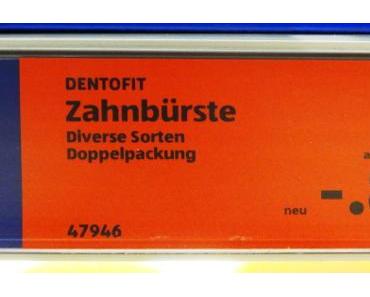 DENTOFIT
Zahnbürste
Diverse Sorten
Doppelpackung
neu
47946